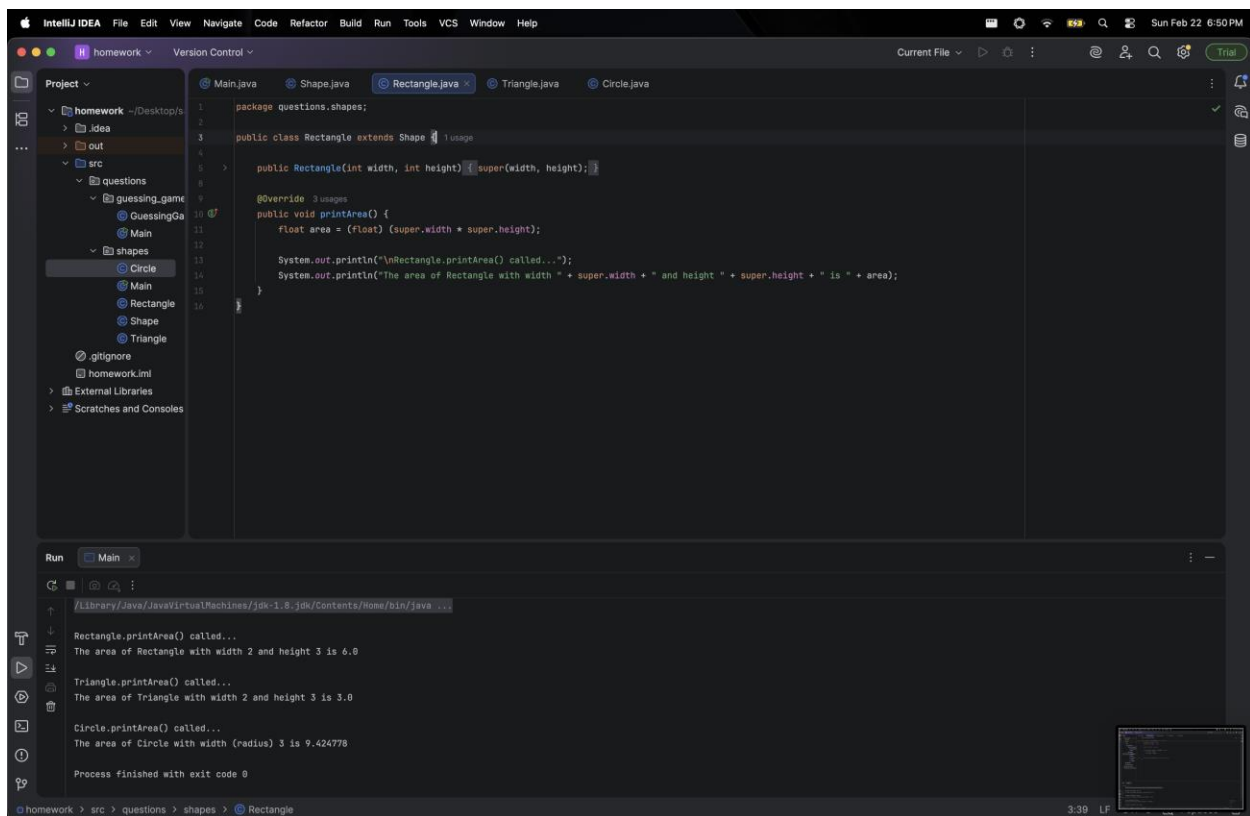 IntelliJ IDEA File Edit View Navigate Code Refactor Build Run Tools VCS Window Help
Sun Feb 22 6:50 PM
H homework Version Control
Current File
Trial
Project
Main.java Shape.java Rectangle.java Triangle.java Circle.java
homework ~/Desktop/s
.idea
out
src
questions
guessing_game
GuessingGa
Main
shapes
Circle
Main
Rectangle
Shape
Triangle
.gitignore
homework.iml
External Libraries
Scratches and Consoles
1 package questions.shapes;
2
3 public class Rectangle extends Shape { 1 usage
4
5 public Rectangle(int width, int height) { super(width, height); }
8
9 @Override 3 usages
10 public void printArea() {
11 float area = (float) (super.width * super.height);
12
13 System.out.println("\nRectangle.printArea() called...");
14 System.out.println("The area of Rectangle with width " + super.width + " and height " + super.height + " is " + area);
15 }
16 }
Run Main
/Library/Java/JavaVirtualMachines/jdk-1.8.jdk/Contents/Home/bin/java ...
Rectangle.printArea() called...
The area of Rectangle with width 2 and height 3 is 6.0
Triangle.printArea() called...
The area of Triangle with width 2 and height 3 is 3.0
Circle.printArea() called...
The area of Circle with width (radius) 3 is 9.424778
Process finished with exit code 0
homework > src > questions > shapes > Rectangle
3:39 LF